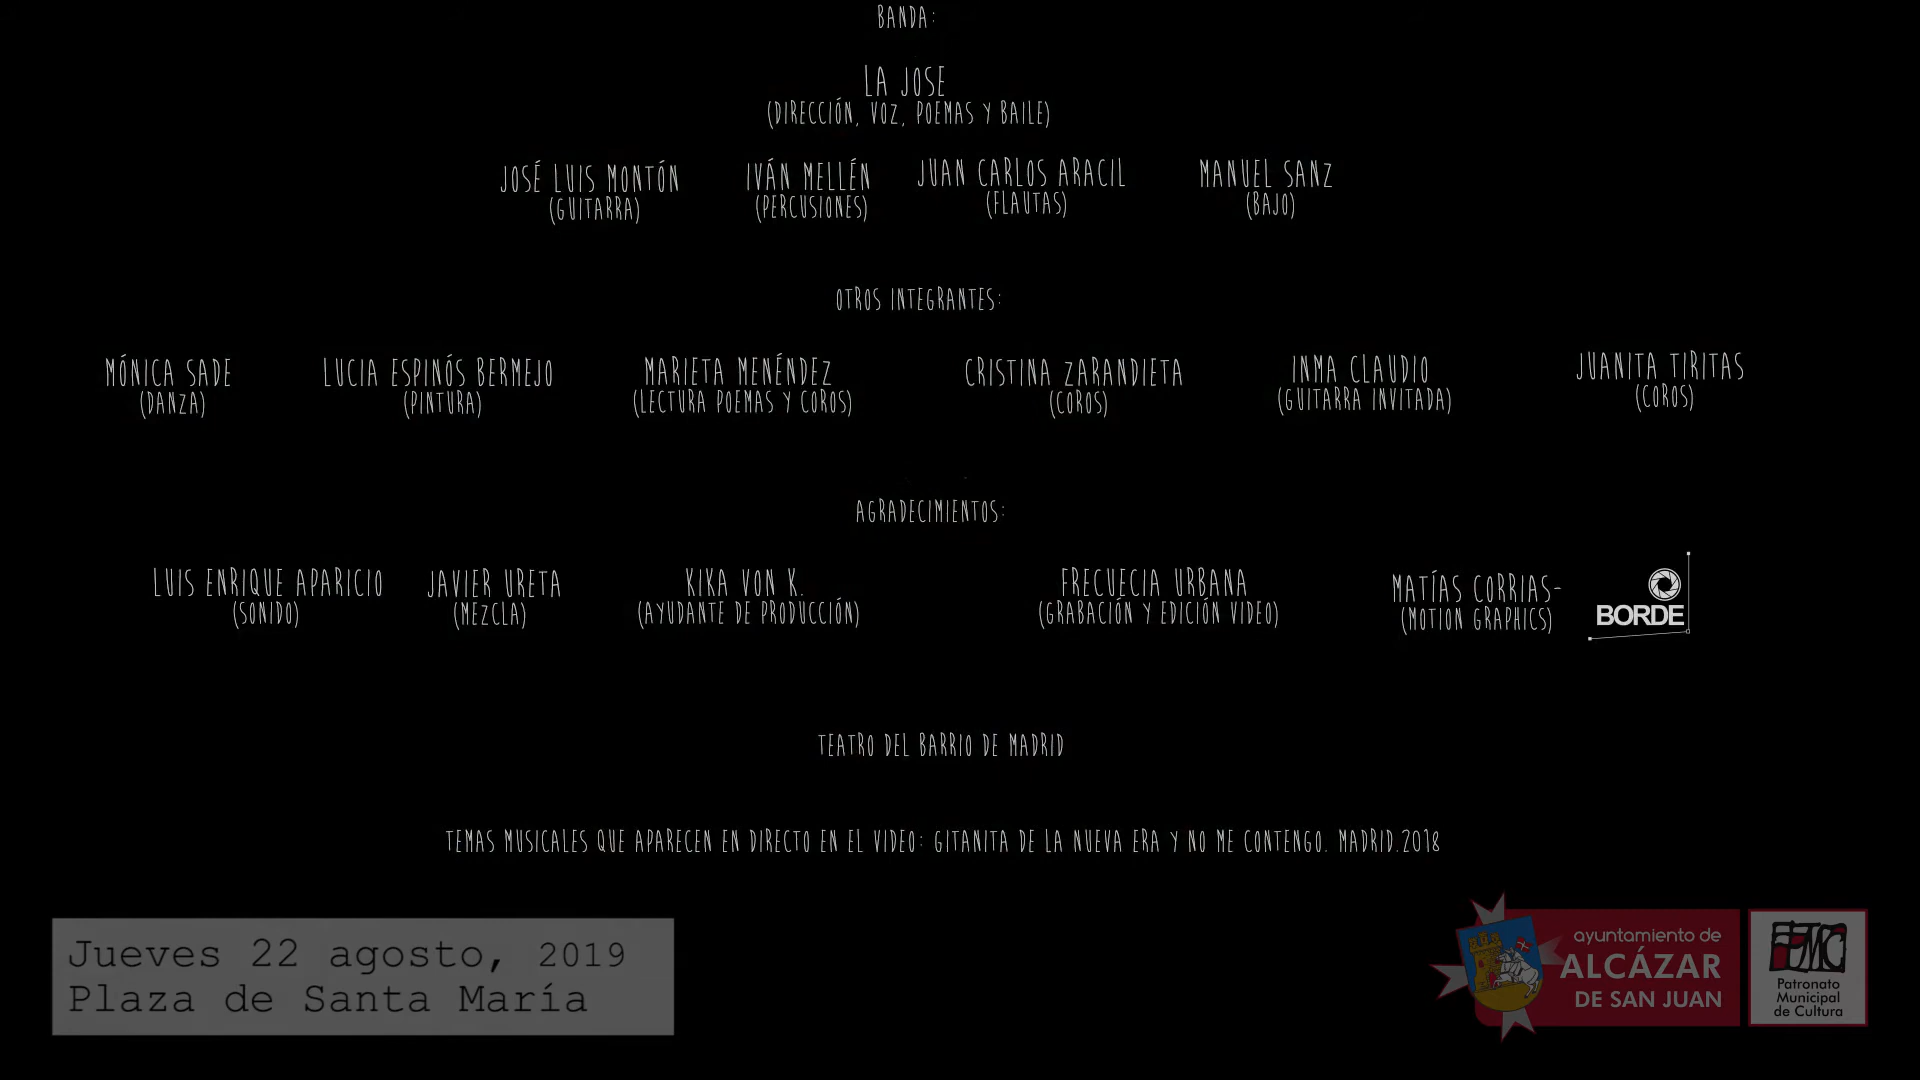 BANDA:
LA JOSE
(DIRECCIÓN, VOZ, POEMAS Y BAILE)
JOSÉ LUIS MONTÓN IVÁN MELLÉN JUAN CARLOS ARACIL MANUEL SANZ
(GUITARRA) (PERCUSIONES) (FLAUTAS) (BAJO)
OTROS INTEGRANTES:
MÓNICA SADE LUCIA ESPINÓS BERMEJO MARIETA MENÉNDEZ CRISTINA ZARANDIETA INMA CLAUDIO JUANITA TIRITAS
(DANZA) (PINTURA) (LECTURA POEMAS Y COROS) (COROS) (GUITARRA INVITADA) (COROS)
AGRADECIMIENTOS:
LUIS ENRIQUE APARICIO JAVIER URETA KIKA VON K. FRECUECIA URBANA MATÍAS CORRIAS-
(SONIDO) (MEZCLA) (AYUDANTE DE PRODUCCIÓN) (GRABACIÓN Y EDICIÓN VIDEO) (MOTION GRAPHICS) BORDE
TEATRO DEL BARRIO DE MADRID
TEMAS MUSICALES QUE APARECEN EN DIRECTO EN EL VIDEO: GITANITA DE LA NUEVA ERA Y NO ME CONTENGO. MADRID.2018
Jueves 22 agosto, 2019
Plaza de Santa María
ayuntamiento de
ALCÁZAR
DE SAN JUAN
PMC
Patronato
Municipal
de Cultura